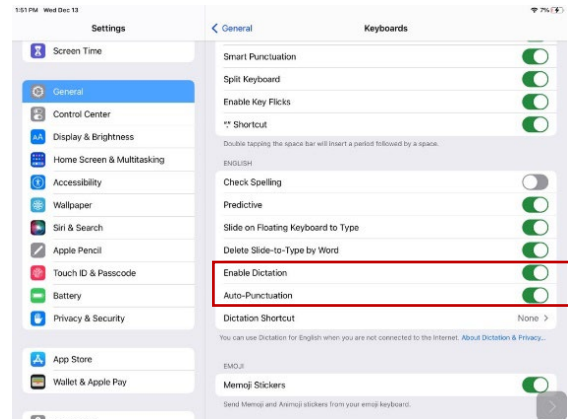 1:51 PM Wed Dec 13
7%
Settings
General
Keyboards
Screen Time
General
Control Center
Display & Brightness
Home Screen & Multitasking
Accessibility
Wallpaper
Siri & Search
Apple Pencil
Touch ID & Passcode
Battery
Privacy & Security
App Store
Wallet & Apple Pay
Smart Punctuation
Split Keyboard
Enable Key Flicks
"." Shortcut
Double tapping the space bar will insert a period followed by a space.
ENGLISH
Check Spelling
Predictive
Slide on Floating Keyboard to Type
Delete Slide-to-Type by Word
Enable Dictation
Auto-Punctuation
Dictation Shortcut
None
You can use Dictation for English when you are not connected to the Internet. About Dictation & Privacy...
EMOJI
Memoji Stickers
Send Memoji and Animoji stickers from your emoji keyboard.